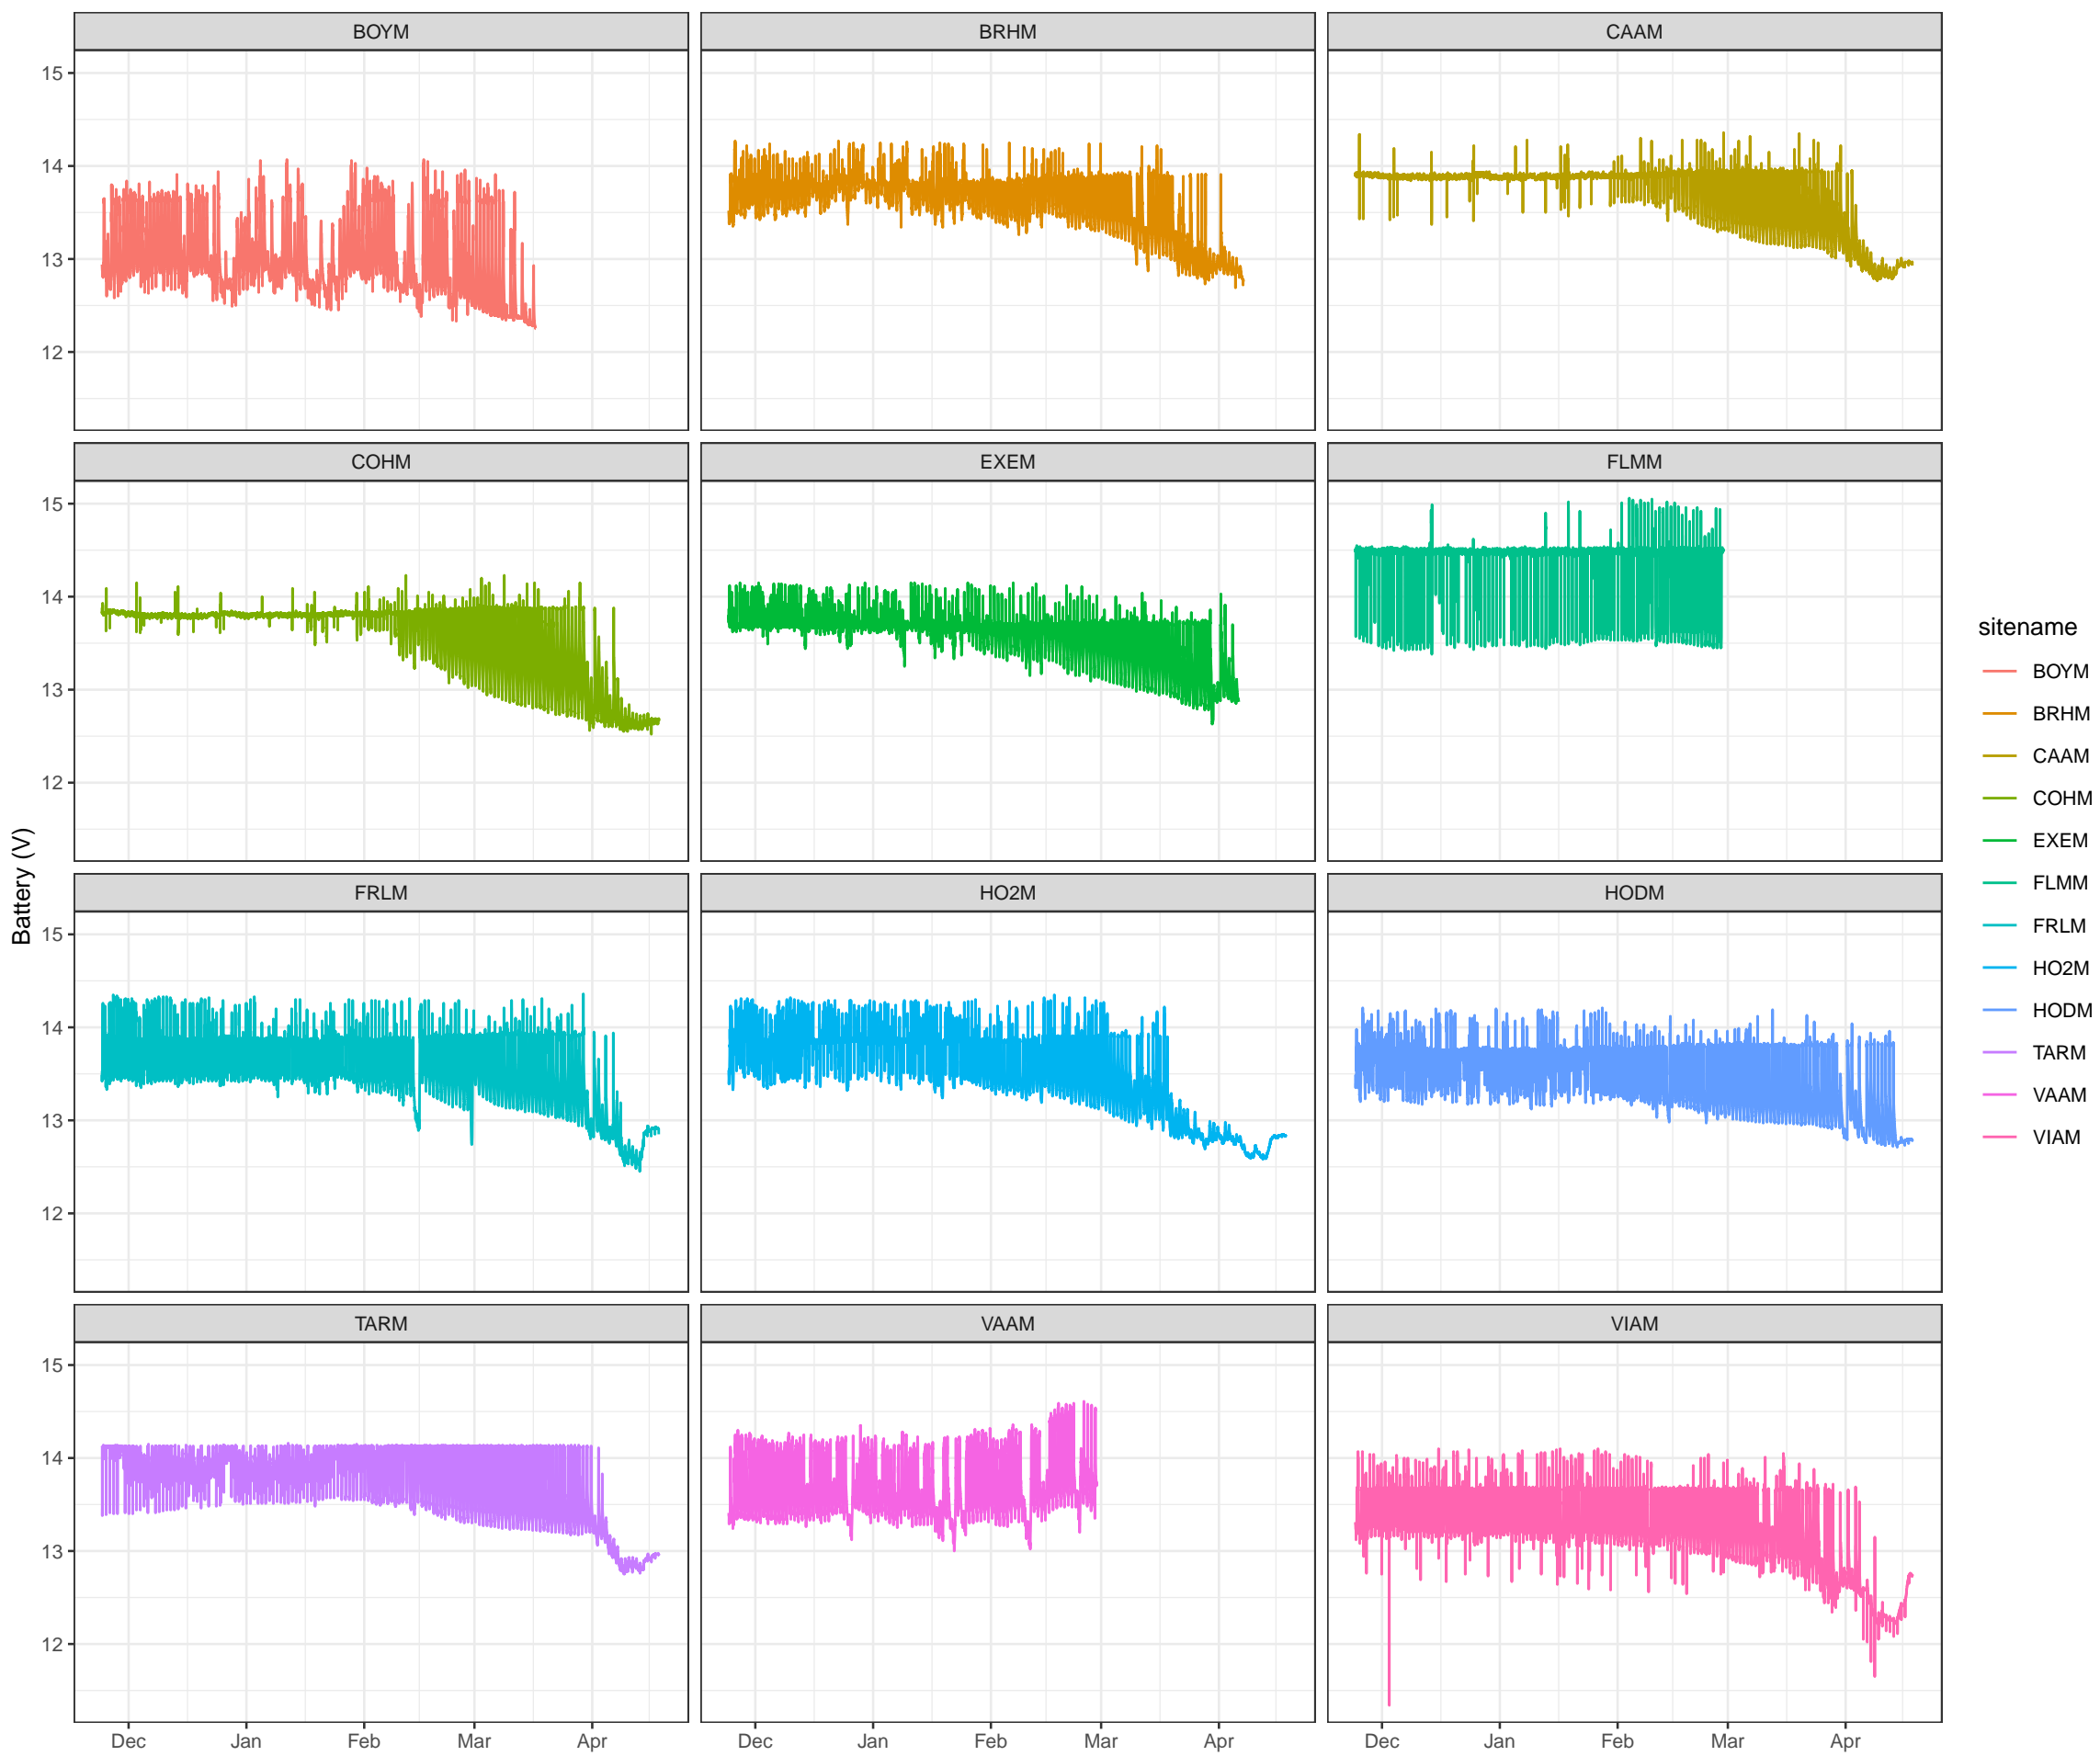 BOYM BRHM CAAM
15
14
13
12
COHM EXEM FLMM
15
14
13
12
Battery (V)
FRLM HO2M HODM
15
14
13
12
TARM VAAM VIAM
15
14
13
12
Dec Jan Feb Mar Apr Dec Jan Feb Mar Apr Dec Jan Feb Mar Apr
sitename
BOYM
BRHM
CAAM
COHM
EXEM
FLMM
FRLM
HO2M
HODM
TARM
VAAM
VIAM